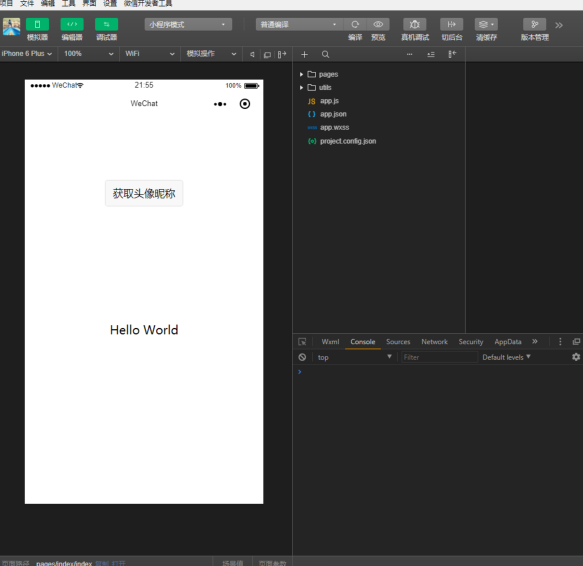 项目 文件 编辑 工具 界面 设置 微信开发者工具
模拟器 编辑器 调试器 小程序模式 普通编译 编译 预览 真机调试 切后台 清缓存 版本管理
iPhone 6 Plus 100% WiFi 模拟操作
WeChat 21:55 100%
WeChat
获取头像昵称
Hello World
pages
utils
JS app.js
{} app.json
app.wxss
{o} project.config.json
Wxml Console Sources Network Security AppData
top Filter Default levels
页面路径 pages/index/index 复制 打开 场景值 页面参数